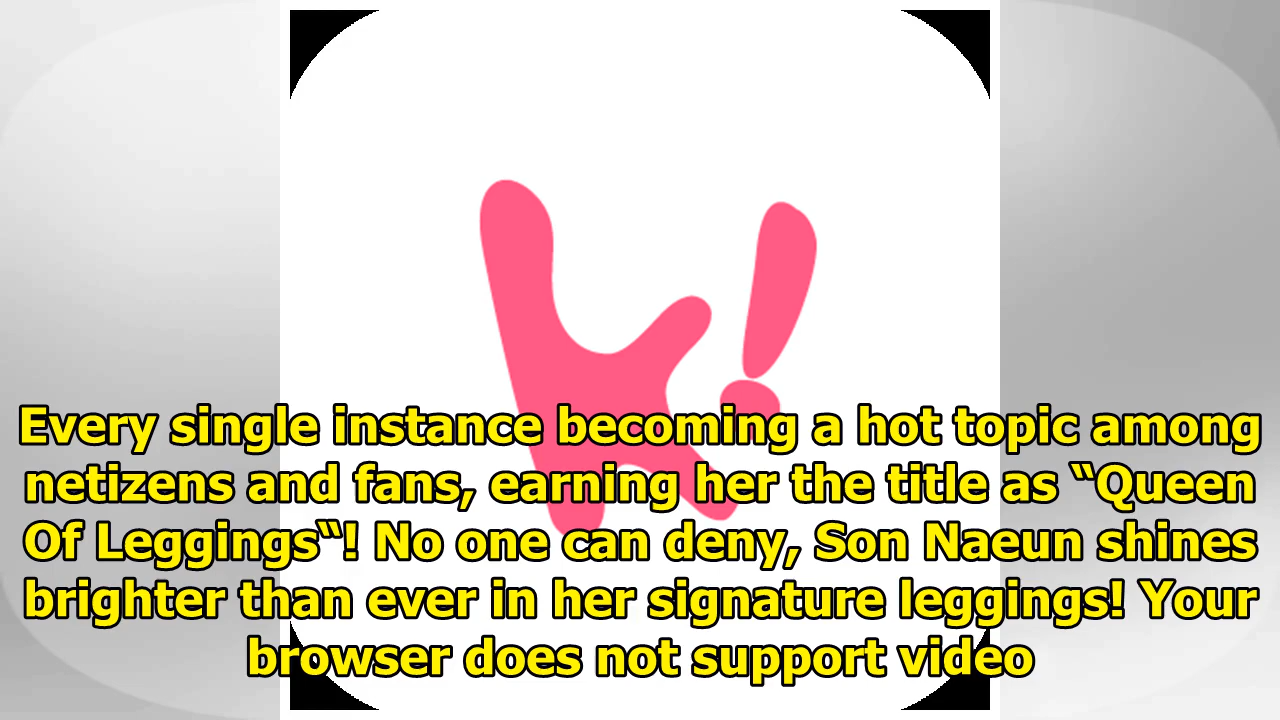 Every single instance becoming a hot topic among
netizens and fans, earning her the title as “Queen
Of Leggings“! No one can deny, Son Naeun shines
brighter than ever in her signature leggings! Your
browser does not support video
k!